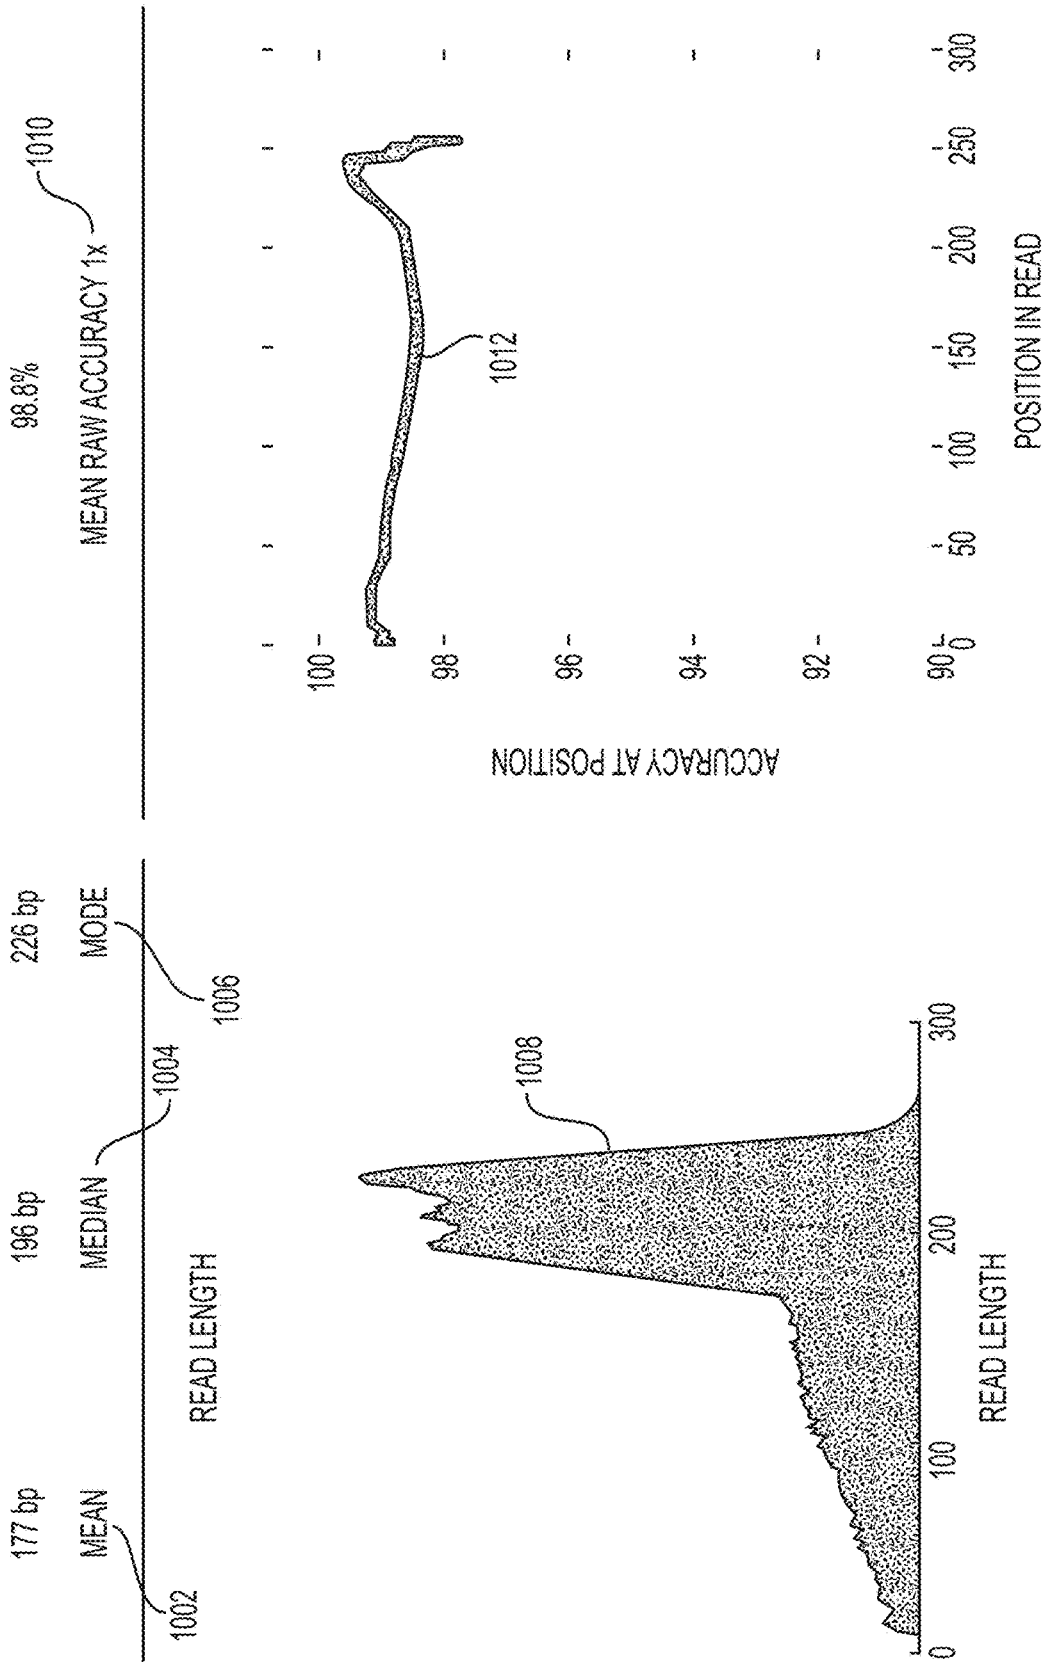 177 bp 196 bp 226 bp
MEAN MEDIAN MODE
1002 1004 1006
READ LENGTH
1008
0 100 200 300
READ LENGTH
98.8%
MEAN RAW ACCURACY 1x
1010
ACCURACY AT POSITION
100
98
96
94
92
90
1012
0 50 100 150 200 250 300
POSITION IN READ